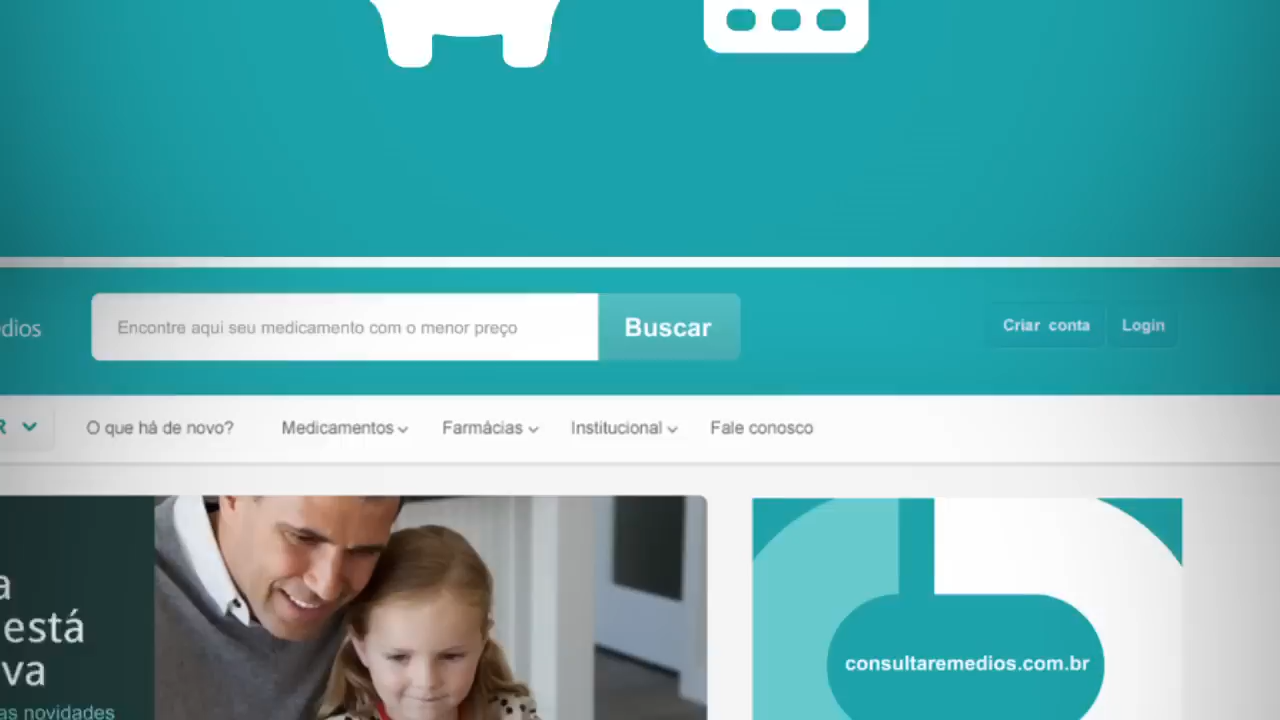 dios
Encontre aqui seu medicamento com o menor preço
Buscar
Criar conta
Login
R
O que há de novo?
Medicamentos
Farmácias
Institucional
Fale conosco
a
está
va
as novidades
consultaremedios.com.br